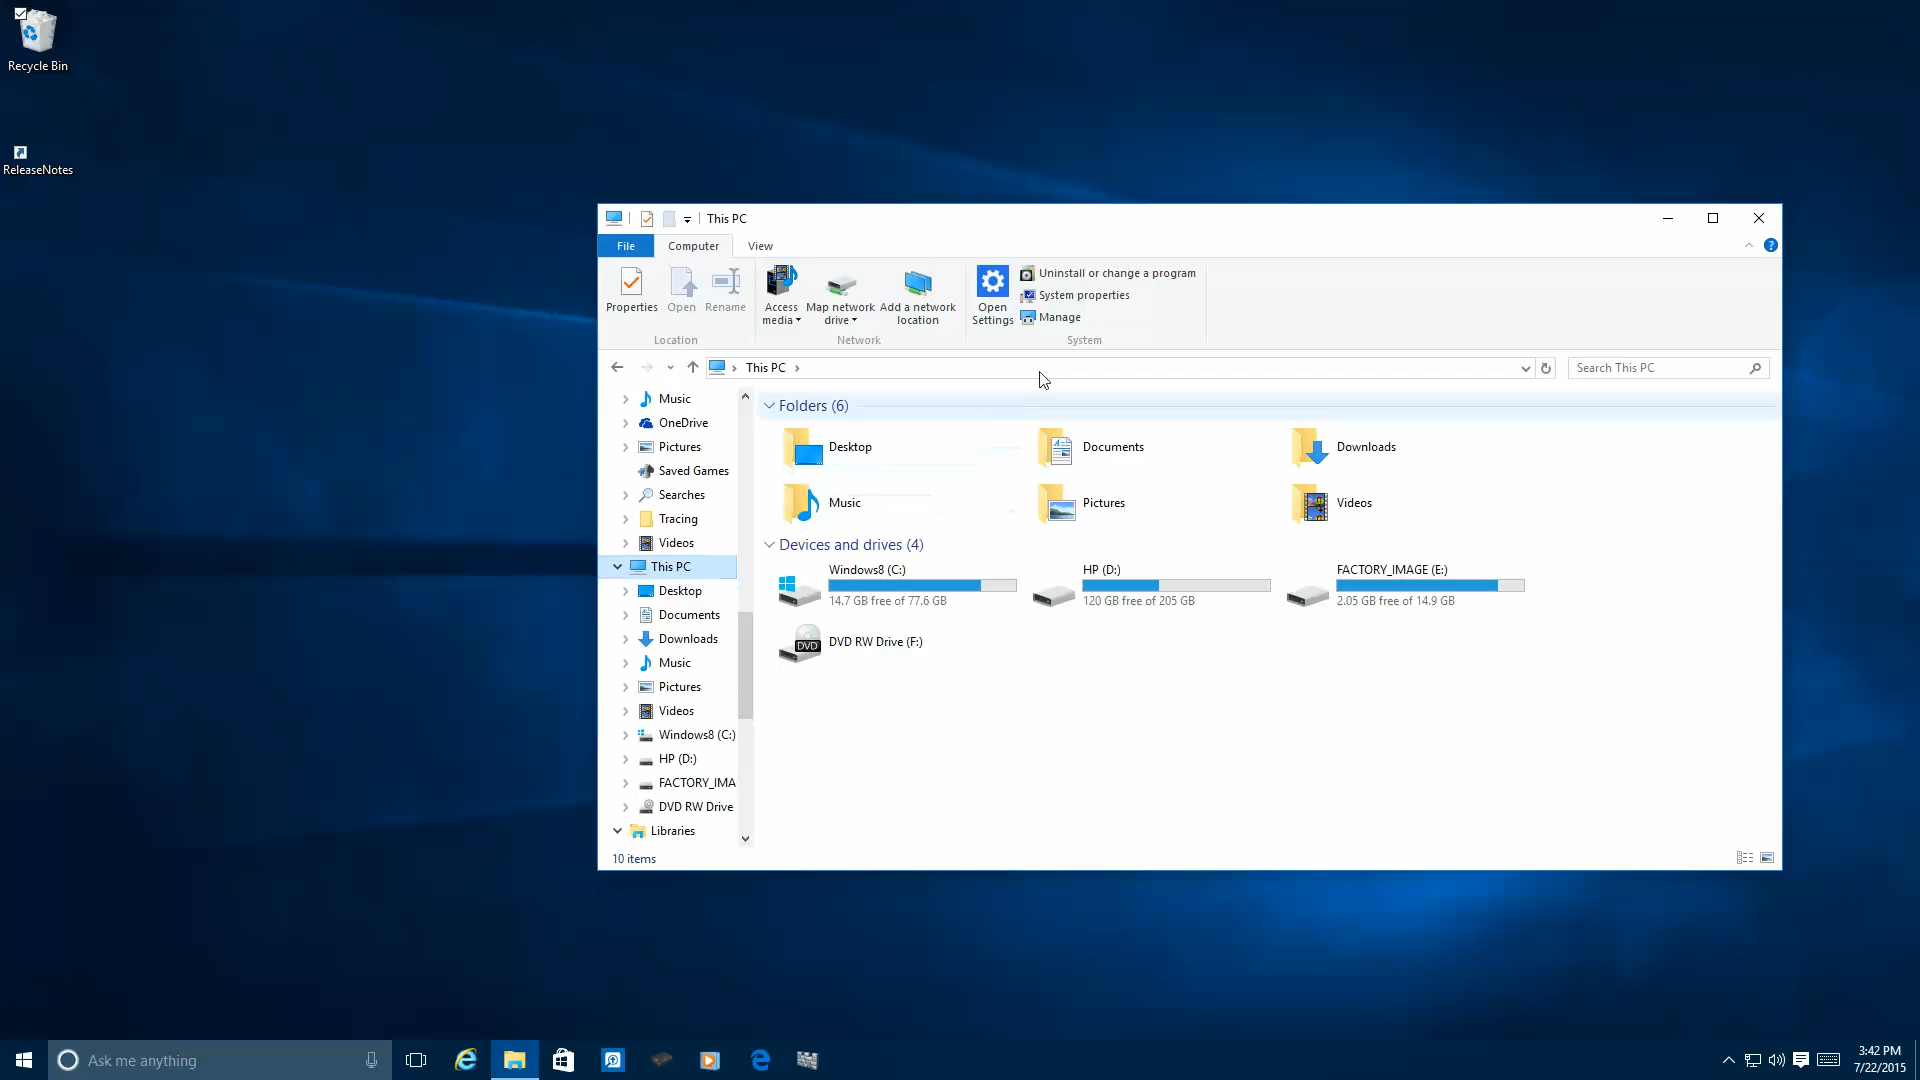 Recycle Bin
ReleaseNotes
This PC
File Computer View
Properties Open Rename
Access media
Map network drive
Add a network location
Open Settings
Uninstall or change a program
System properties
Manage
Location Network System
This PC
Search This PC
Music
OneDrive
Pictures
Saved Games
Searches
Tracing
Videos
This PC
Desktop
Documents
Downloads
Music
Pictures
Videos
Windows8 (C:)
HP (D:)
FACTORY_IMA
DVD RW Drive
Libraries
Folders (6)
Desktop Documents Downloads
Music Pictures Videos
Devices and drives (4)
Windows8 (C:)
14.7 GB free of 77.6 GB
HP (D:)
120 GB free of 205 GB
FACTORY_IMAGE (E:)
2.05 GB free of 14.9 GB
DVD
DVD RW Drive (F:)
10 items
Ask me anything
3:42 PM
7/22/2015